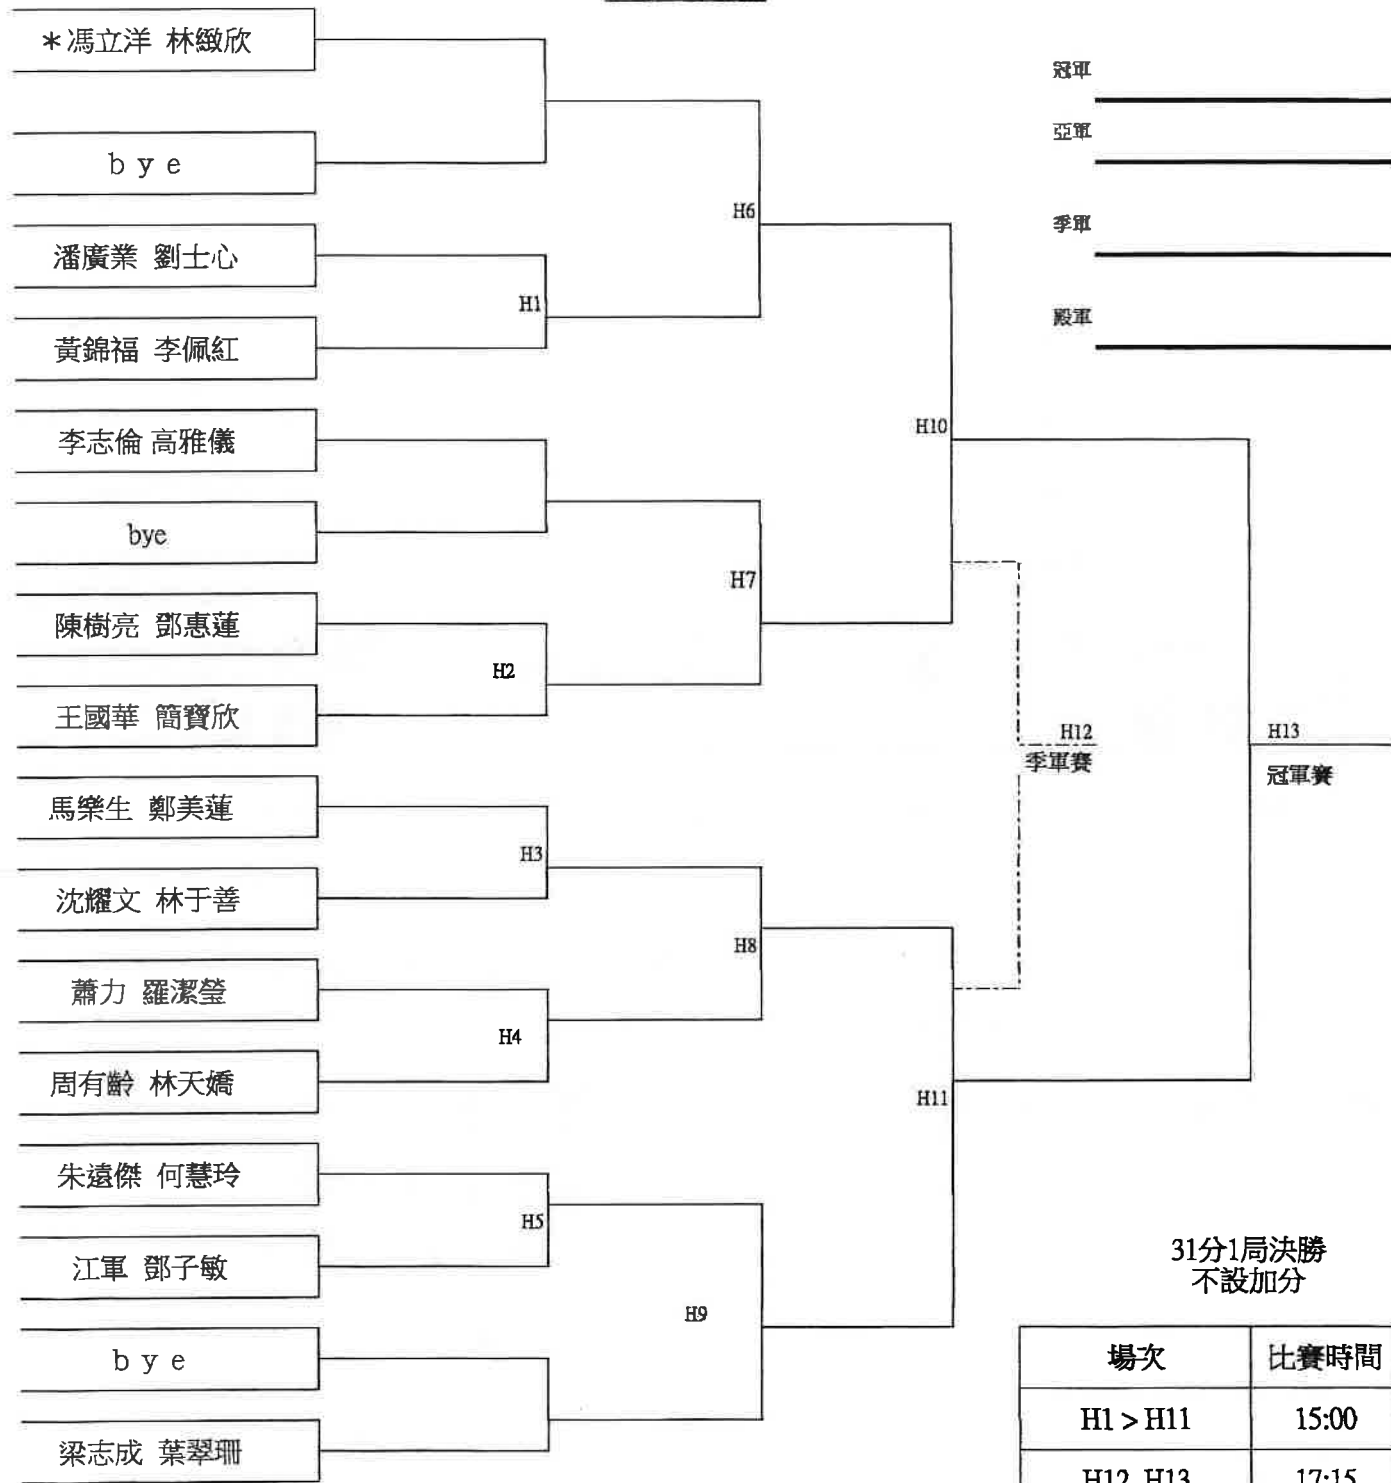 *馮立洋 林緻欣
bye
潘廣業 劉士心
黃錦福 李佩紅
李志倫 高雅儀
bye
陳樹亮 鄧惠蓮
王國華 簡寶欣
馬樂生 鄭美蓮
沈耀文 林于善
蕭力 羅潔瑩
周有齡 林天嬌
朱遠傑 何慧玲
江軍 鄧子敏
bye
梁志成 葉翠珊
H1
H2
H3
H4
H5
H6
H7
H8
H9
H10
H11
H12
季軍賽
H13
冠軍賽
冠軍
亞軍
季軍
殿軍
31分1局決勝
不設加分
場次 比賽時間
H1 > H11 15:00
H12 H13 17:15